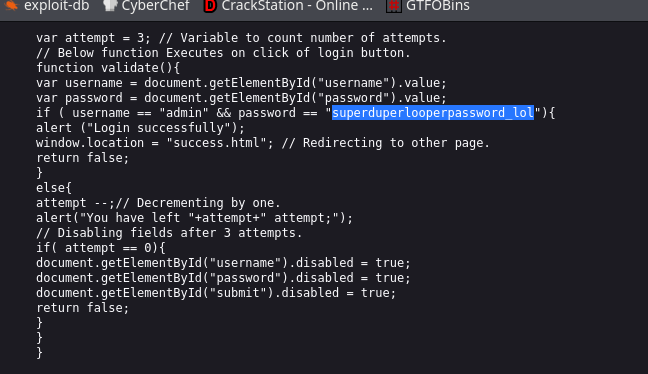 exploit-db CyberChef CrackStation - Online ... GTFOBins
var attempt = 3; // Variable to count number of attempts.
// Below function Executes on click of login button.
function validate(){
var username = document.getElementById("username").value;
var password = document.getElementById("password").value;
if ( username == "admin" && password == "superduperlooperpassword_lol"){
alert ("Login successfully");
window.location = "success.html"; // Redirecting to other page.
return false;
}
else{
attempt --;// Decrementing by one.
alert("You have left "+attempt+" attempt;");
// Disabling fields after 3 attempts.
if( attempt == 0){
document.getElementById("username").disabled = true;
document.getElementById("password").disabled = true;
document.getElementById("submit").disabled = true;
return false;
}
}
}